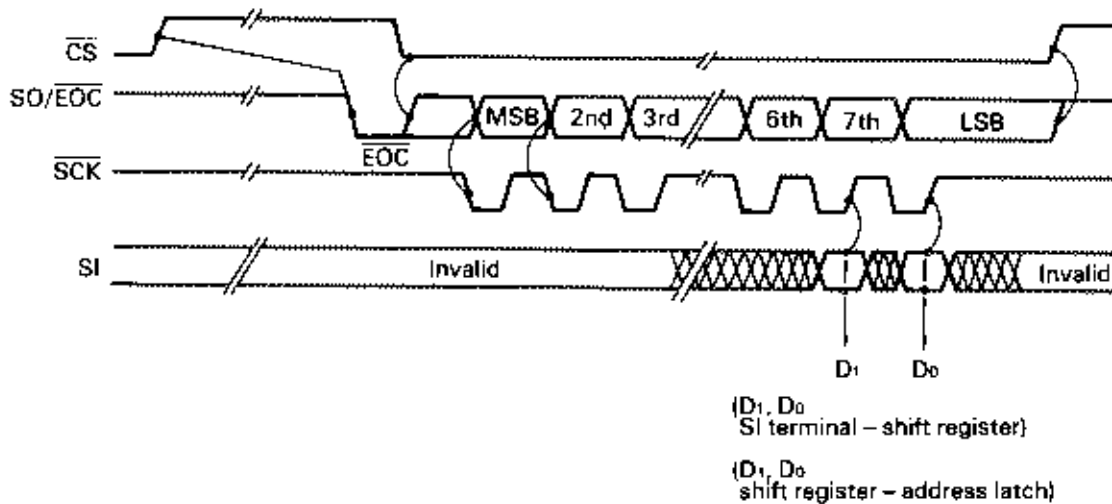 CS
SO/EOC
MSB 2nd 3rd 6th 7th LSB
EOC
SCK
SI
Invalid
Invalid
D1 D0
(D1, D0
SI terminal – shift register)
(D1, D0
shift register – address latch)